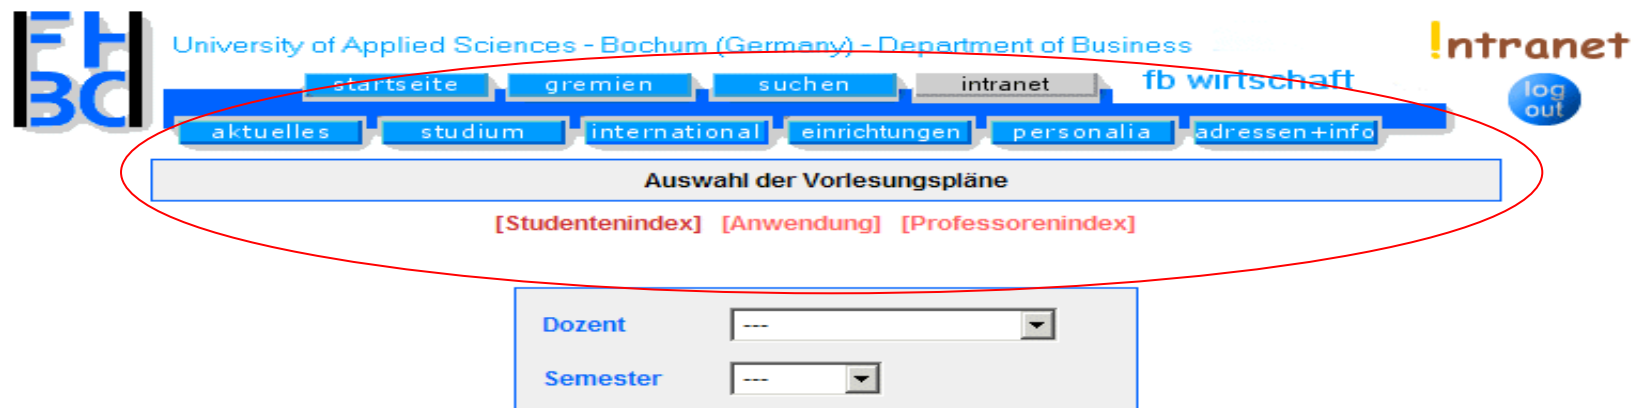 FH
BO
University of Applied Sciences - Bochum (Germany) - Department of Business
!ntranet
startseite gremien suchen intranet fb wirtschaft
log
out
aktuelles studium international einrichtungen personalia adressen+info
Auswahl der Vorlesungspläne
[Studentenindex] [Anwendung] [Professorenindex]
Dozent ---
Semester ---